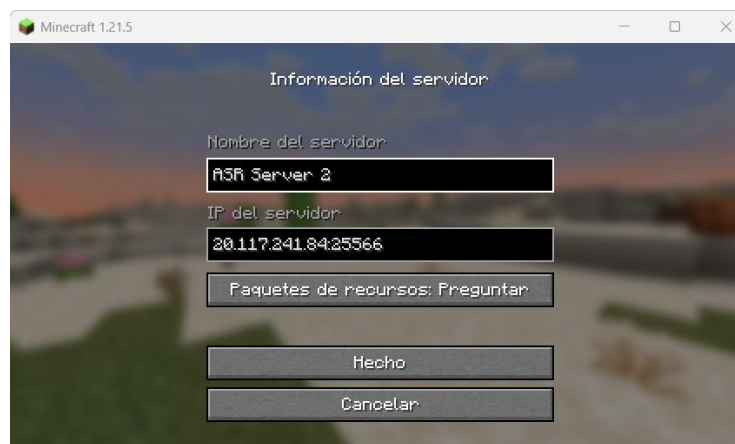 Minecraft 1.21.5
Información del servidor
Nombre del servidor
ASR Server 2
IP del servidor
20.117.241.84:25566
Paquetes de recursos: Preguntar
Hecho
Cancelar